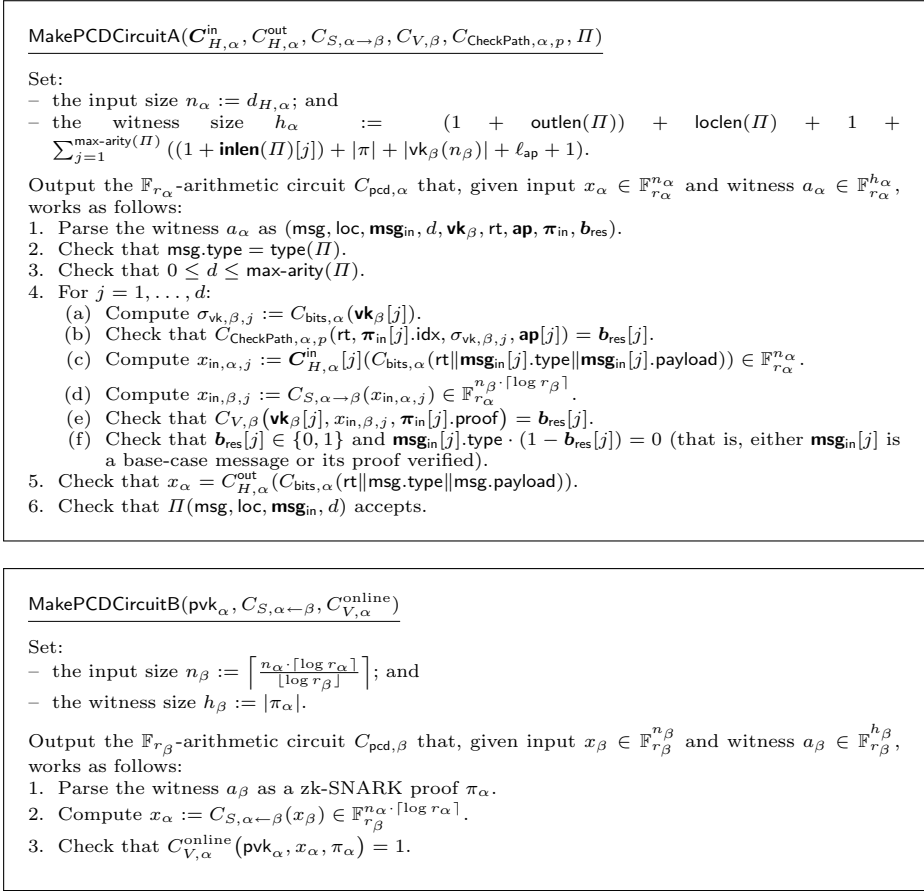 MakePCDCircuitA(𝑪^in_{H,α}, C^out_{H,α}, C_{S,α→β}, C_{V,β}, C_{CheckPath,α,p}, Π)
Set:
– the input size n_α := d_{H,α}; and
– the witness size h_α := (1 + outlen(Π)) + loclen(Π) + 1 +
∑_{j=1}^{max-arity(Π)} ((1 + inlen(Π)[j]) + |π| + |vk_β(n_β)| + ℓ_ap + 1).
Output the 𝔽_{r_α}-arithmetic circuit C_{pcd,α} that, given input x_α ∈ 𝔽_{r_α}^{n_α} and witness a_α ∈ 𝔽_{r_α}^{h_α},
works as follows:
1. Parse the witness a_α as (msg, loc, msg_in, d, vk_β, rt, ap, π_in, b_res).
2. Check that msg.type = type(Π).
3. Check that 0 ≤ d ≤ max-arity(Π).
4. For j = 1, . . . , d:
(a) Compute σ_{vk,β,j} := C_{bits,α}(vk_β[j]).
(b) Check that C_{CheckPath,α,p}(rt, π_in[j].idx, σ_{vk,β,j}, ap[j]) = b_res[j].
(c) Compute x_{in,α,j} := 𝑪^in_{H,α}[j](C_{bits,α}(rt‖msg_in[j].type‖msg_in[j].payload)) ∈ 𝔽_{r_α}^{n_α}.
(d) Compute x_{in,β,j} := C_{S,α→β}(x_{in,α,j}) ∈ 𝔽_{r_α}^{n_β·⌈log r_β⌉}.
(e) Check that C_{V,β}(vk_β[j], x_{in,β,j}, π_in[j].proof) = b_res[j].
(f) Check that b_res[j] ∈ {0, 1} and msg_in[j].type · (1 − b_res[j]) = 0 (that is, either msg_in[j] is
a base-case message or its proof verified).
5. Check that x_α = C^out_{H,α}(C_{bits,α}(rt‖msg.type‖msg.payload)).
6. Check that Π(msg, loc, msg_in, d) accepts.
MakePCDCircuitB(pvk_α, C_{S,α←β}, C^online_{V,α})
Set:
– the input size n_β := ⌈n_α·⌈log r_α⌉ / ⌊log r_β⌋⌉; and
– the witness size h_β := |π_α|.
Output the 𝔽_{r_β}-arithmetic circuit C_{pcd,β} that, given input x_β ∈ 𝔽_{r_β}^{n_β} and witness a_β ∈ 𝔽_{r_β}^{h_β},
works as follows:
1. Parse the witness a_β as a zk-SNARK proof π_α.
2. Compute x_α := C_{S,α←β}(x_β) ∈ 𝔽_{r_β}^{n_α·⌈log r_α⌉}.
3. Check that C^online_{V,α}(pvk_α, x_α, π_α) = 1.